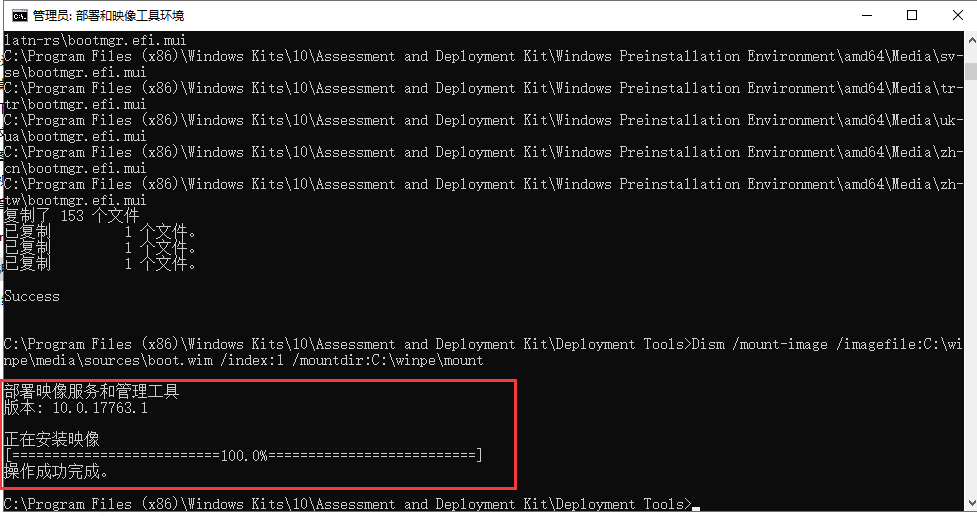 管理员: 部署和映像工具环境
latn-rs\bootmgr.efi.mui
C:\Program Files (x86)\Windows Kits\10\Assessment and Deployment Kit\Windows Preinstallation Environment\amd64\Media\sv-
se\bootmgr.efi.mui
C:\Program Files (x86)\Windows Kits\10\Assessment and Deployment Kit\Windows Preinstallation Environment\amd64\Media\tr-
tr\bootmgr.efi.mui
C:\Program Files (x86)\Windows Kits\10\Assessment and Deployment Kit\Windows Preinstallation Environment\amd64\Media\uk-
ua\bootmgr.efi.mui
C:\Program Files (x86)\Windows Kits\10\Assessment and Deployment Kit\Windows Preinstallation Environment\amd64\Media\zh-
cn\bootmgr.efi.mui
C:\Program Files (x86)\Windows Kits\10\Assessment and Deployment Kit\Windows Preinstallation Environment\amd64\Media\zh-
tw\bootmgr.efi.mui
复制了 153 个文件
已复制         1 个文件。
已复制         1 个文件。
已复制         1 个文件。
Success
C:\Program Files (x86)\Windows Kits\10\Assessment and Deployment Kit\Deployment Tools>Dism /mount-image /imagefile:C:\wi
npe\media\sources\boot.wim /index:1 /mountdir:C:\winpe\mount
部署映像服务和管理工具
版本: 10.0.17763.1
正在安装映像
[==========================100.0%==========================]
操作成功完成。
C:\Program Files (x86)\Windows Kits\10\Assessment and Deployment Kit\Deployment Tools>